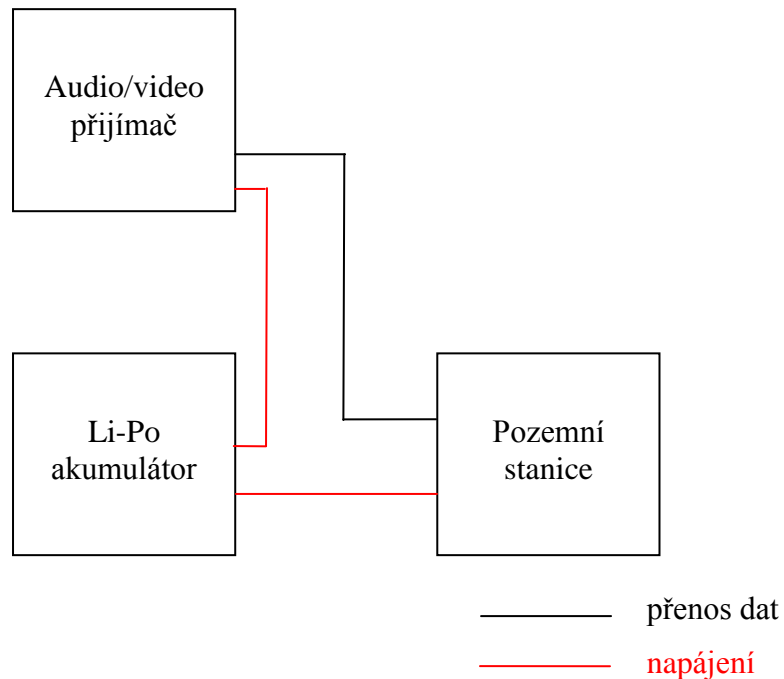 Audio/video
přijímač
Li-Po
akumulátor
Pozemní
stanice
přenos dat
napájení